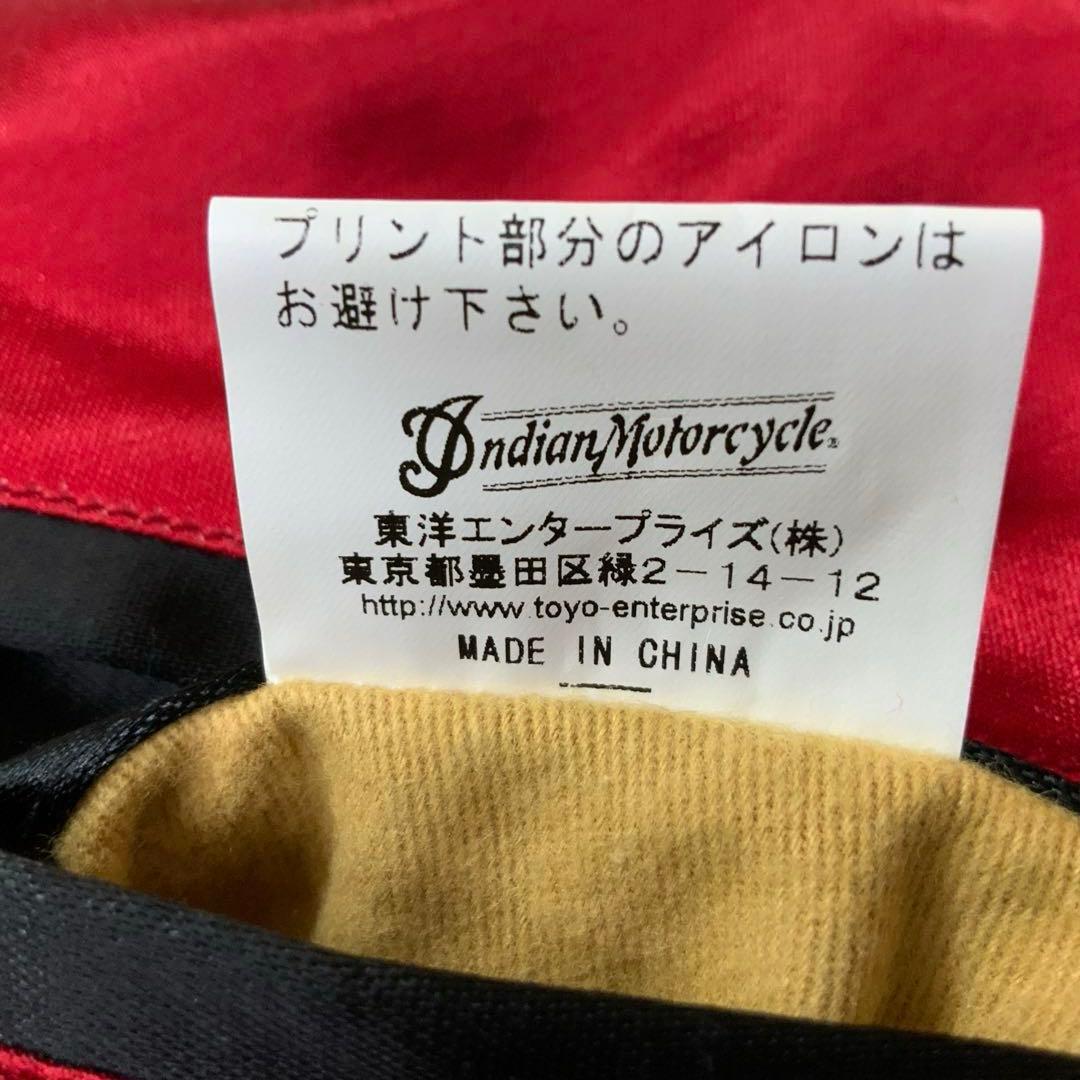 プリント部分のアイロンは
お避け下さい。
Indian Motorcycle®
東洋エンタープライズ(株)
東京都墨田区緑2-14-12
http://www.toyo-enterprise.co.jp
MADE IN CHINA